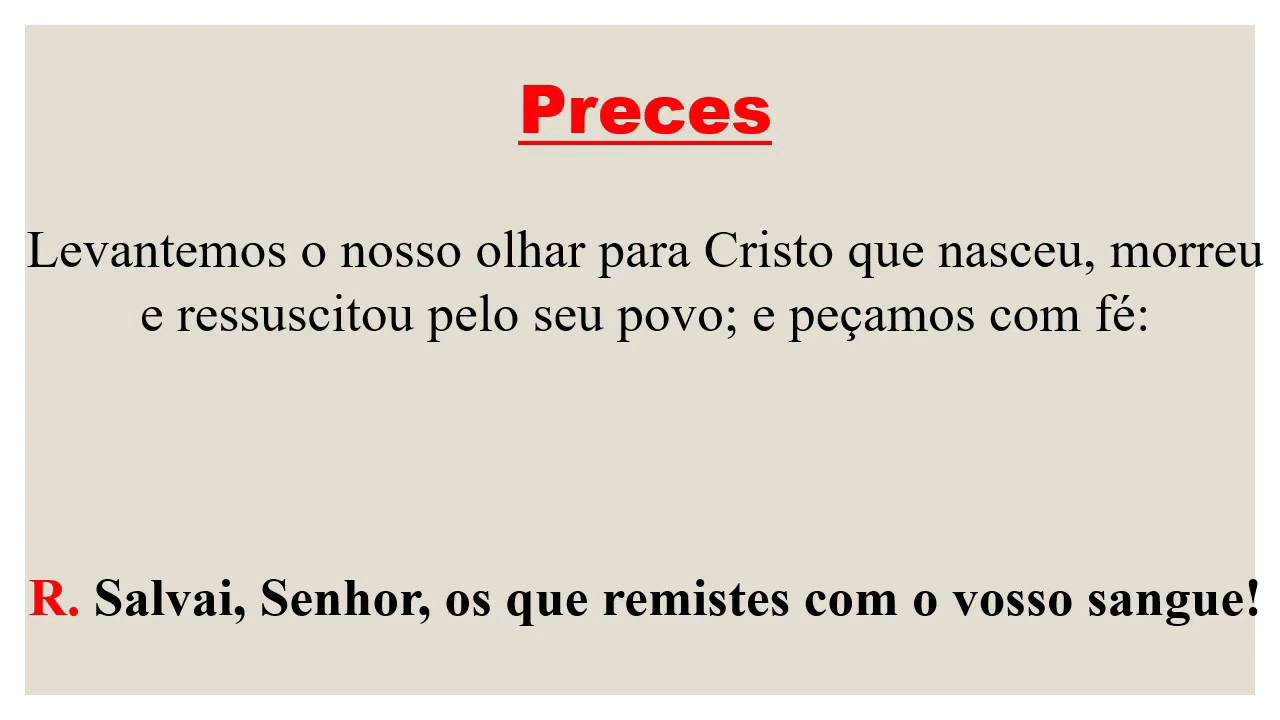 Preces
Levantemos o nosso olhar para Cristo que nasceu, morreu
e ressuscitou pelo seu povo; e peçamos com fé:
R. Salvai, Senhor, os que remistes com o vosso sangue!